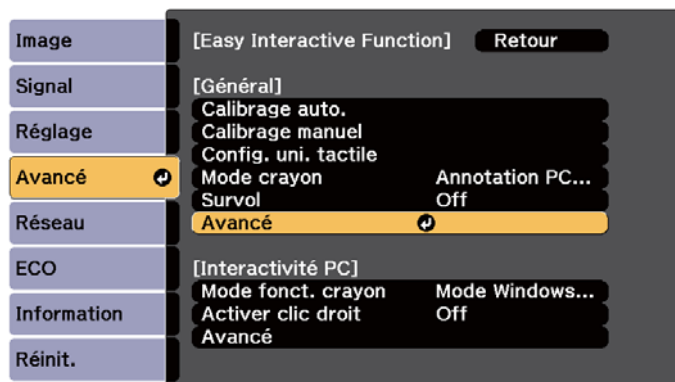 Image
Signal
Réglage
Avancé
Réseau
ECO
Information
Réinit.
[Easy Interactive Function] Retour
[Général]
Calibrage auto.
Calibrage manuel
Config. uni. tactile
Mode crayon Annotation PC...
Survol Off
Avancé
[Interactivité PC]
Mode fonct. crayon Mode Windows...
Activer clic droit Off
Avancé